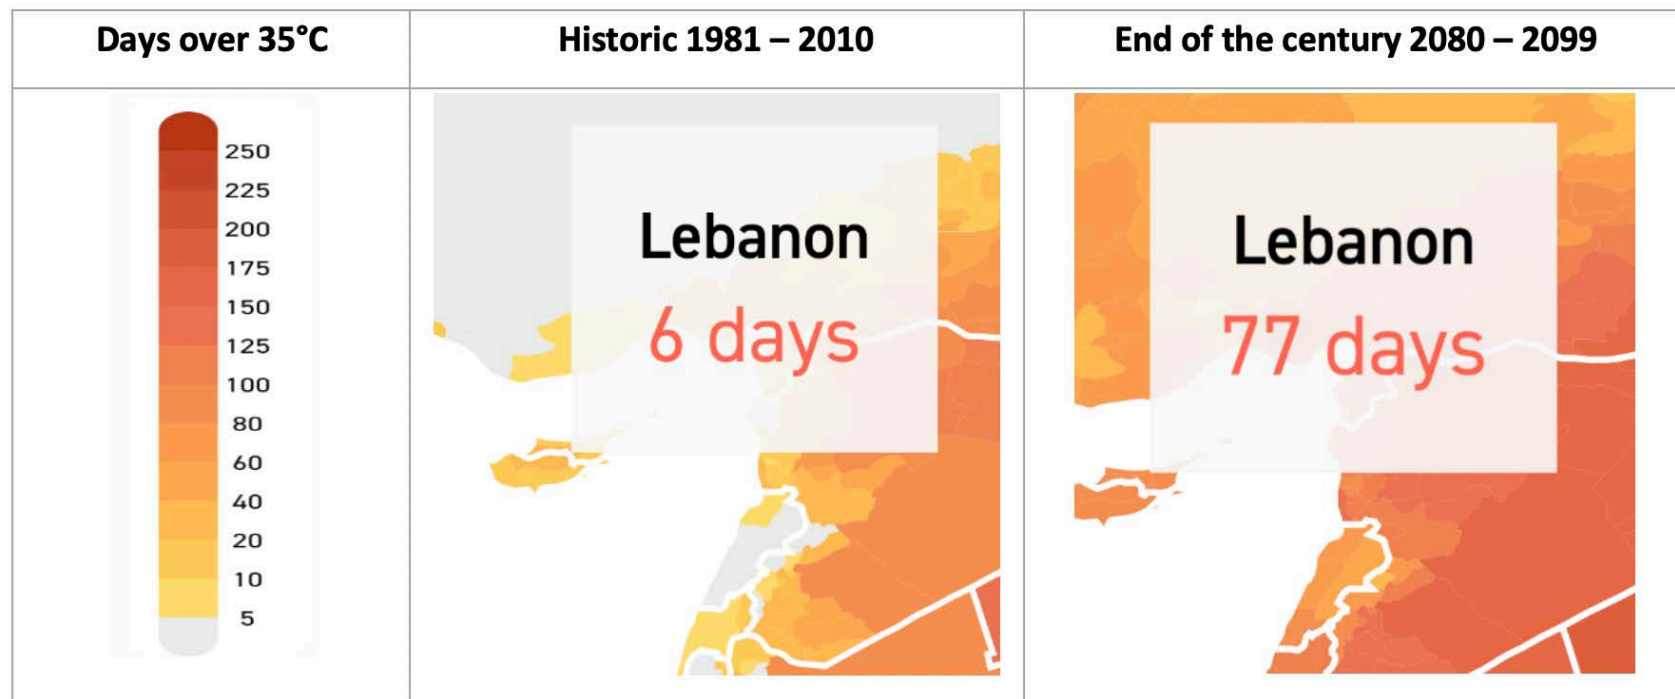 Days over 35°C
Historic 1981 – 2010
End of the century 2080 – 2099
250
225
200
175
150
125
100
80
60
40
20
10
5
Lebanon
6 days
Lebanon
77 days